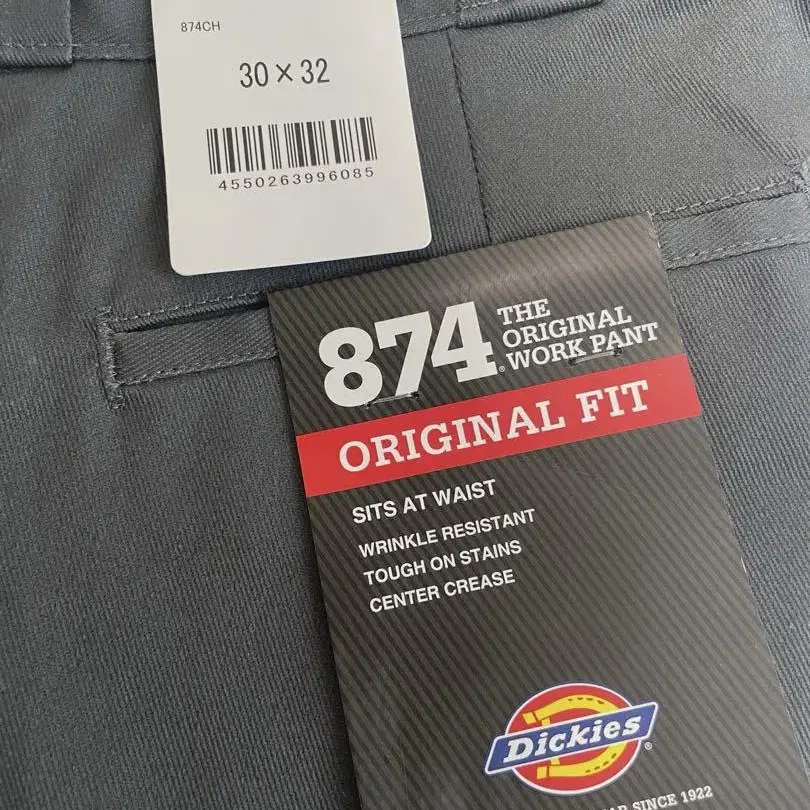 874CH
30×32
4550263996085
874® THE
ORIGINAL
WORK PANT
ORIGINAL FIT
SITS AT WAIST
WRINKLE RESISTANT
TOUGH ON STAINS
CENTER CREASE
Dickies®
SINCE 1922